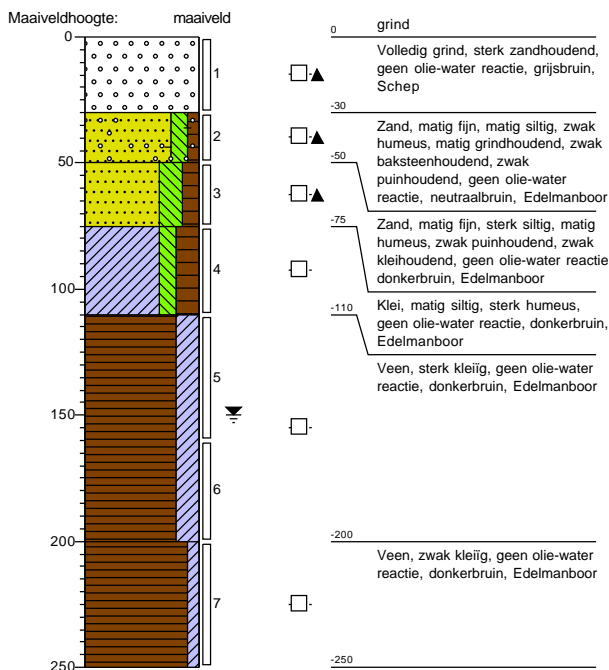 Maaiveldhoogte: maaiveld
0
50
100
150
200
250
1
2
3
4
5
6
7
0 grind
Volledig grind, sterk zandhoudend,
geen olie-water reactie, grijsbruin,
Schep
-30
Zand, matig fijn, matig siltig, zwak
humeus, matig grindhoudend, zwak
baksteenhoudend, zwak
puinhoudend, geen olie-water
reactie, neutraalbruin, Edelmanboor
-50
Zand, matig fijn, sterk siltig, matig
humeus, zwak puinhoudend, zwak
kleihoudend, geen olie-water reactie
donkerbruin, Edelmanboor
-75
Klei, matig siltig, sterk humeus,
geen olie-water reactie, donkerbruin,
Edelmanboor
-110
Veen, sterk kleiïg, geen olie-water
reactie, donkerbruin, Edelmanboor
-200
Veen, zwak kleiïg, geen olie-water
reactie, donkerbruin, Edelmanboor
-250